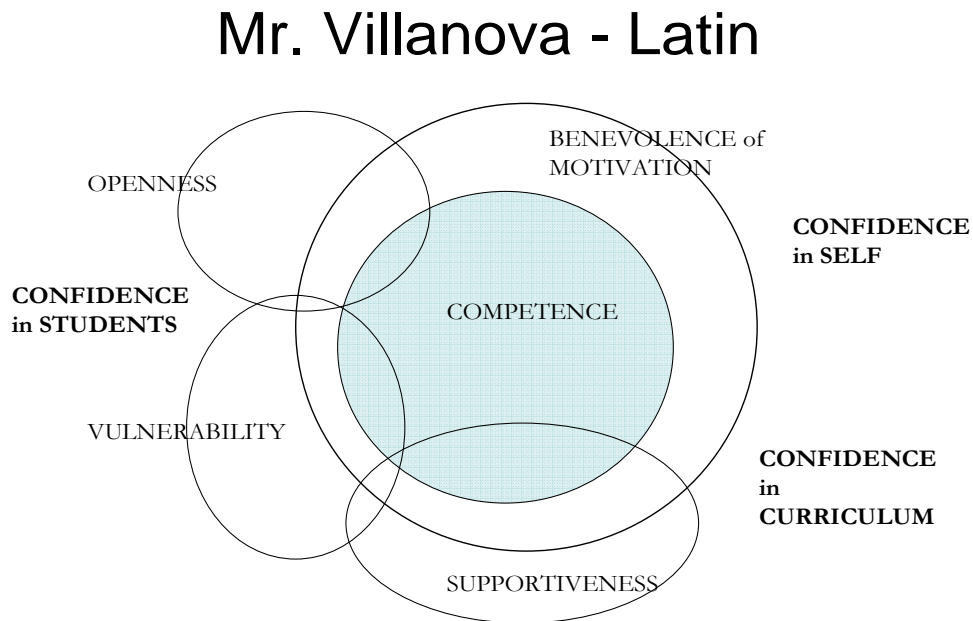 Mr. Villanova - Latin
BENEVOLENCE of
MOTIVATION
OPENNESS
CONFIDENCE
in SELF
CONFIDENCE
in STUDENTS
COMPETENCE
VULNERABILITY
CONFIDENCE
in
CURRICULUM
SUPPORTIVENESS